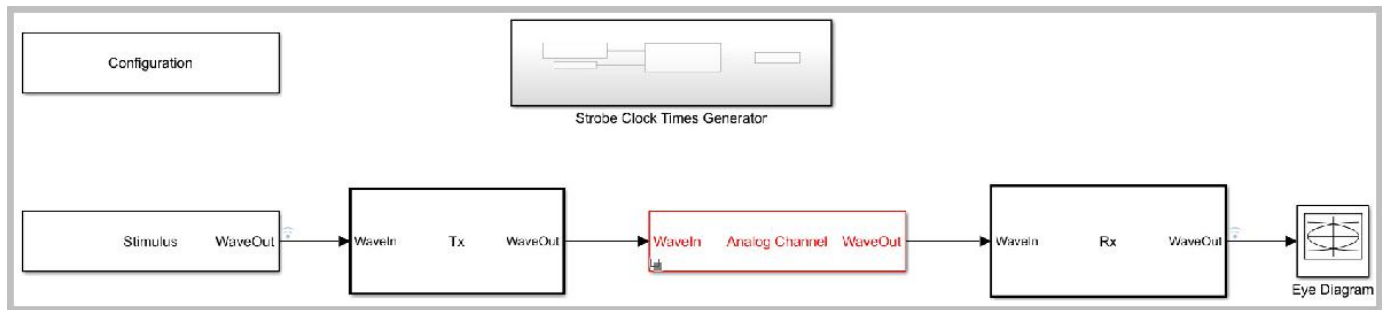 Configuration
Strobe Clock Times Generator
Stimulus WaveOut WaveIn Tx WaveOut WaveIn Analog Channel WaveOut WaveIn Rx WaveOut
Eye Diagram